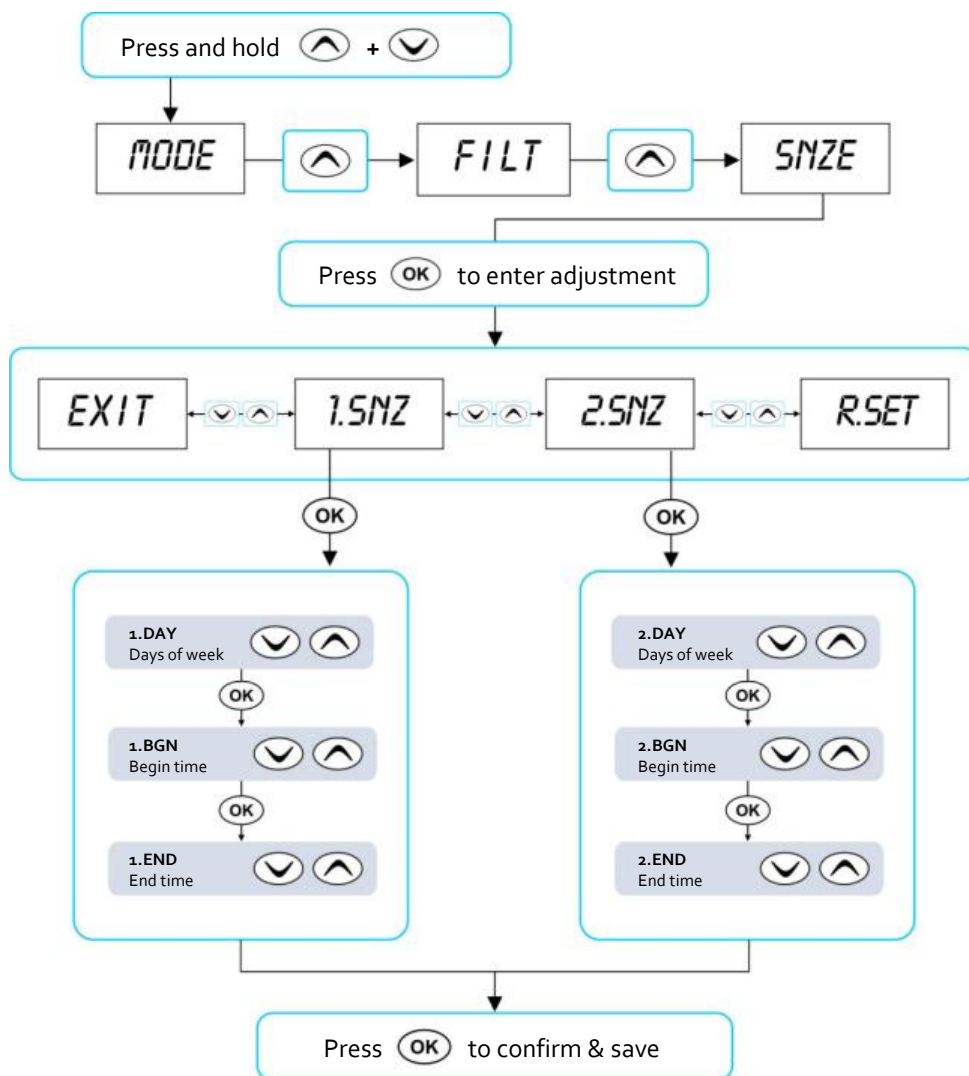 Press and hold +
MODE FILT SNZE
Press OK to enter adjustment
EXIT - 1.SNZ - 2.SNZ - R.SET
OK OK
1.DAY
Days of week
OK
1.BGN
Begin time
OK
1.END
End time
2.DAY
Days of week
OK
2.BGN
Begin time
OK
2.END
End time
Press OK to confirm & save